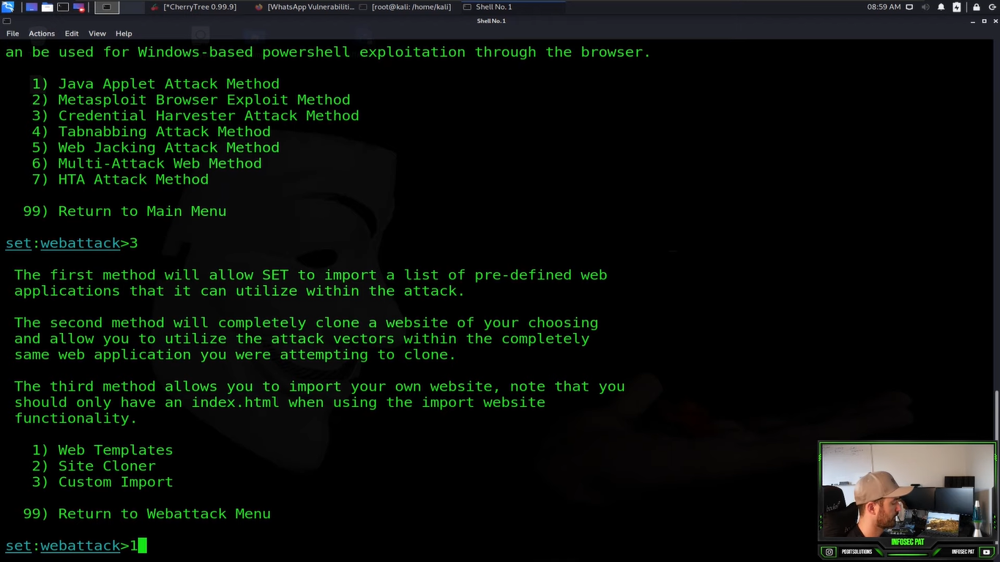 [*CherryTree 0.99.9]
[WhatsApp Vulnerabiliti...
[root@kali: /home/kali]
Shell No. 1
08:59 AM
Shell No. 1
File Actions Edit View Help
an be used for Windows-based powershell exploitation through the browser.
1) Java Applet Attack Method
2) Metasploit Browser Exploit Method
3) Credential Harvester Attack Method
4) Tabnabbing Attack Method
5) Web Jacking Attack Method
6) Multi-Attack Web Method
7) HTA Attack Method
99) Return to Main Menu
set:webattack>3
The first method will allow SET to import a list of pre-defined web
applications that it can utilize within the attack.
The second method will completely clone a website of your choosing
and allow you to utilize the attack vectors within the completely
same web application you were attempting to clone.
The third method allows you to import your own website, note that you
should only have an index.html when using the import website
functionality.
1) Web Templates
2) Site Cloner
3) Custom Import
99) Return to Webattack Menu
set:webattack>1
INFOSEC PAT
PDBITSOLUTIONS
INFOSEC PAT